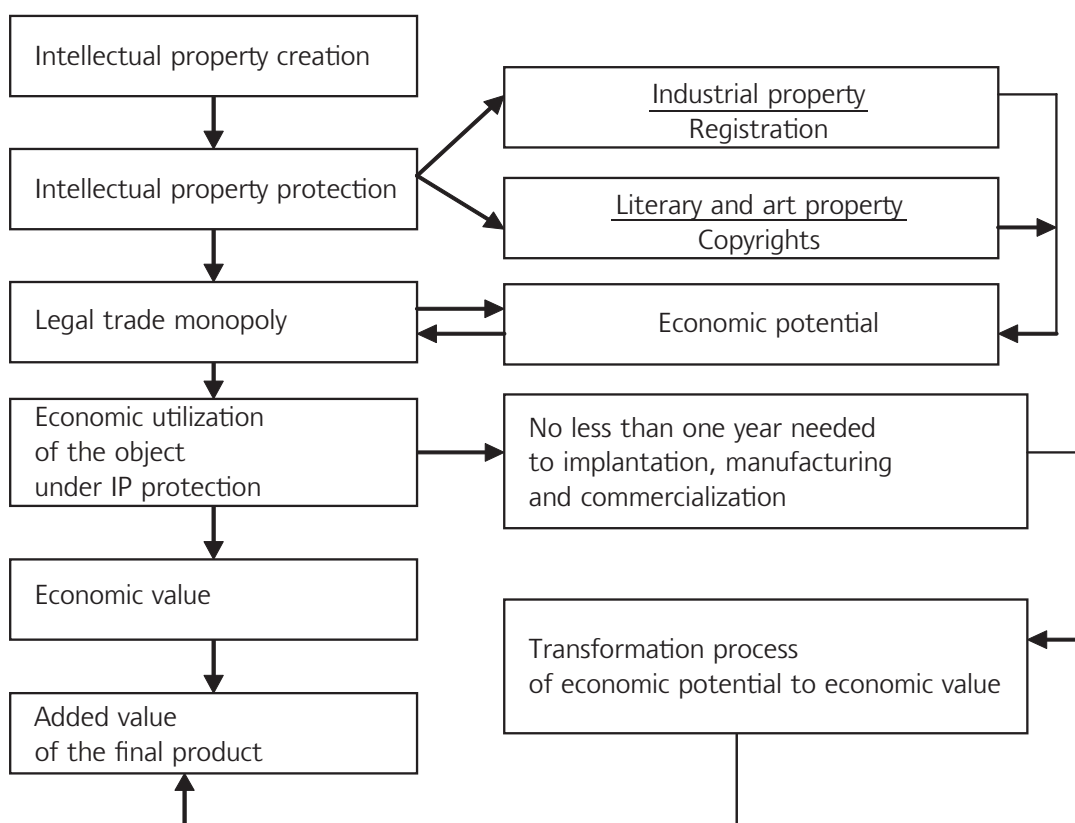 Intellectual property creation
Industrial property
Registration
Intellectual property protection
Literary and art property
Copyrights
Legal trade monopoly
Economic potential
Economic utilization
of the object
under IP protection
No less than one year needed
to implantation, manufacturing
and commercialization
Economic value
Transformation process
of economic potential to economic value
Added value
of the final product